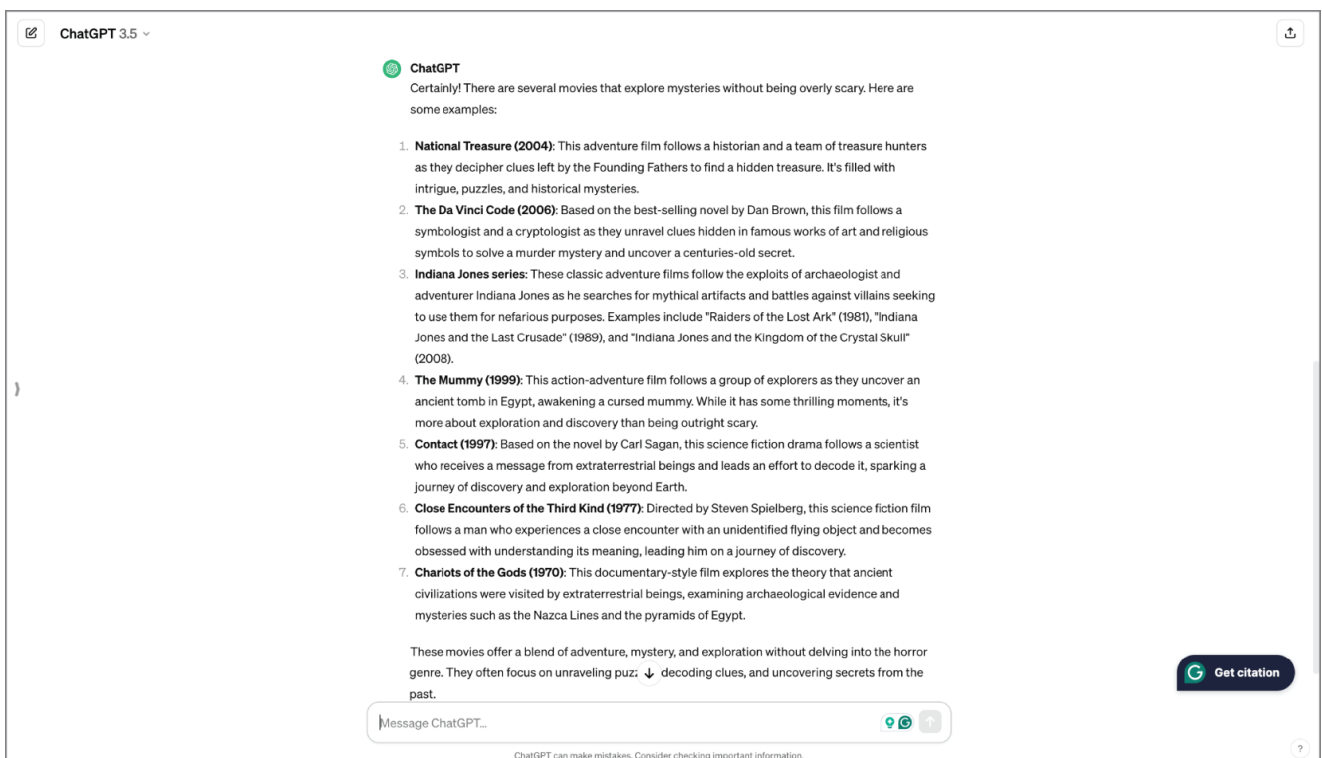 ChatGPT 3.5
ChatGPT
Certainly! There are several movies that explore mysteries without being overly scary. Here are
some examples:
1. National Treasure (2004): This adventure film follows a historian and a team of treasure hunters
as they decipher clues left by the Founding Fathers to find a hidden treasure. It's filled with
intrigue, puzzles, and historical mysteries.
2. The Da Vinci Code (2006): Based on the best-selling novel by Dan Brown, this film follows a
symbologist and a cryptologist as they unravel clues hidden in famous works of art and religious
symbols to solve a murder mystery and uncover a centuries-old secret.
3. Indiana Jones series: These classic adventure films follow the exploits of archaeologist and
adventurer Indiana Jones as he searches for mythical artifacts and battles against villains seeking
to use them for nefarious purposes. Examples include "Raiders of the Lost Ark" (1981), "Indiana
Jones and the Last Crusade" (1989), and "Indiana Jones and the Kingdom of the Crystal Skull"
(2008).
4. The Mummy (1999): This action-adventure film follows a group of explorers as they uncover an
ancient tomb in Egypt, awakening a cursed mummy. While it has some thrilling moments, it's
more about exploration and discovery than being outright scary.
5. Contact (1997): Based on the novel by Carl Sagan, this science fiction drama follows a scientist
who receives a message from extraterrestrial beings and leads an effort to decode it, sparking a
journey of discovery and exploration beyond Earth.
6. Close Encounters of the Third Kind (1977): Directed by Steven Spielberg, this science fiction film
follows a man who experiences a close encounter with an unidentified flying object and becomes
obsessed with understanding its meaning, leading him on a journey of discovery.
7. Chariots of the Gods (1970): This documentary-style film explores the theory that ancient
civilizations were visited by extraterrestrial beings, examining archaeological evidence and
mysteries such as the Nazca Lines and the pyramids of Egypt.
These movies offer a blend of adventure, mystery, and exploration without delving into the horror
genre. They often focus on unraveling puzz decoding clues, and uncovering secrets from the
past.
Get citation
Message ChatGPT...
ChatGPT can make mistakes. Consider checking important information.
?